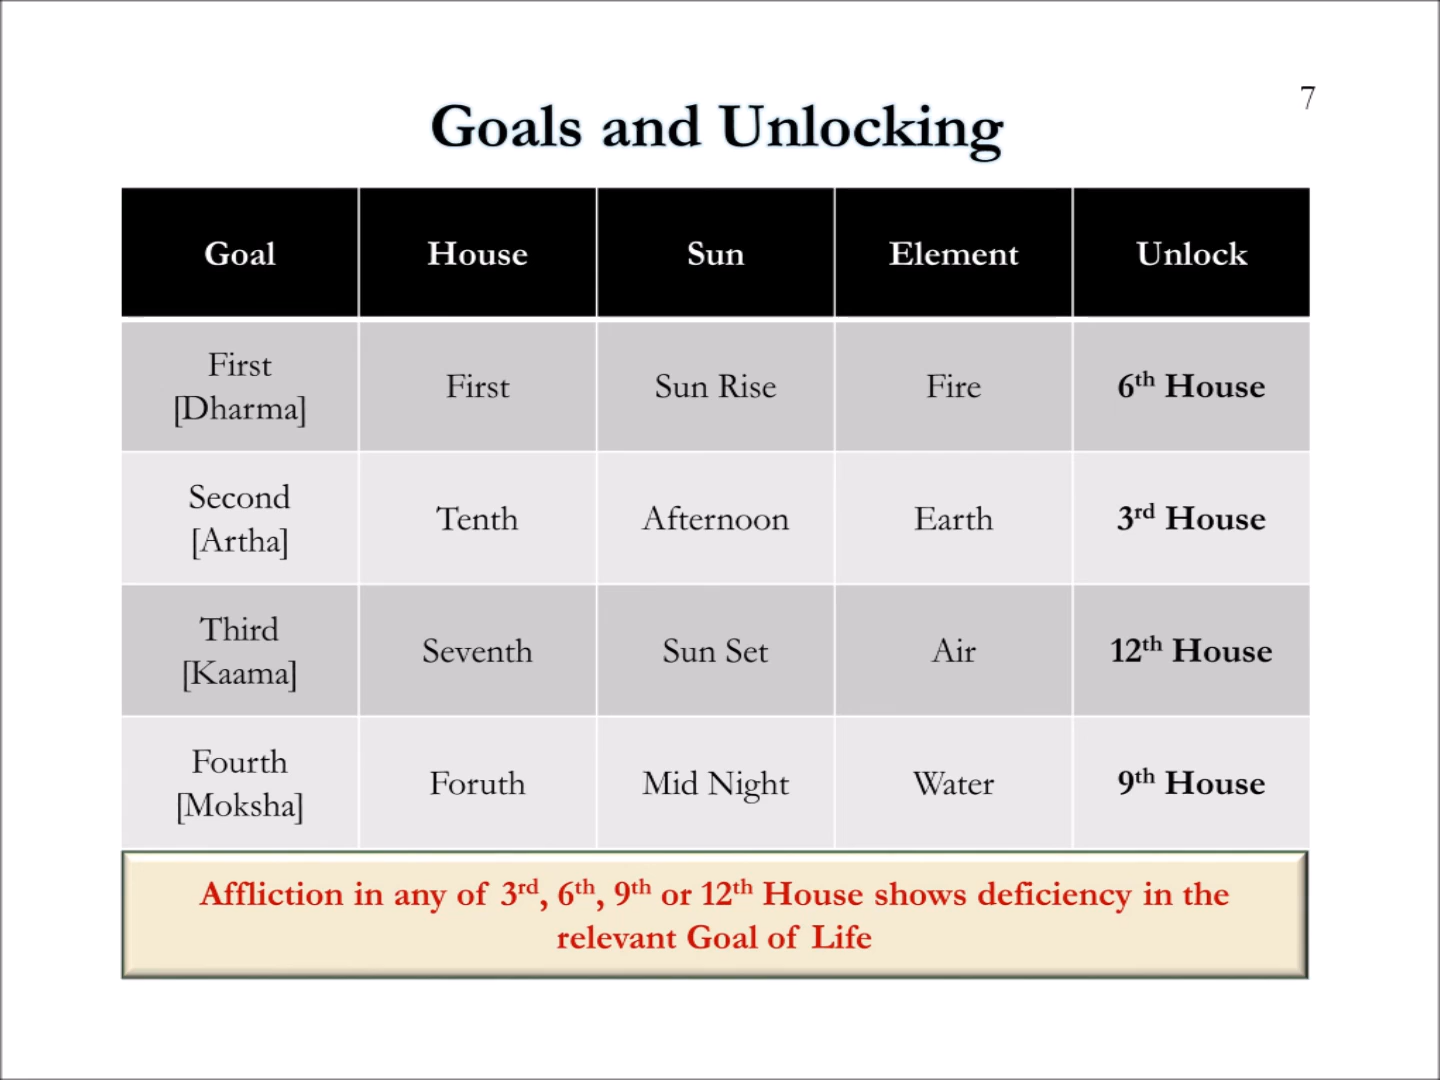 7
Goals and Unlocking
Goal House Sun Element Unlock
First
[Dharma]
First Sun Rise Fire 6th House
Second
[Artha]
Tenth Afternoon Earth 3rd House
Third
[Kaama]
Seventh Sun Set Air 12th House
Fourth
[Moksha]
Foruth Mid Night Water 9th House
Affliction in any of 3rd, 6th, 9th or 12th House shows deficiency in the
relevant Goal of Life